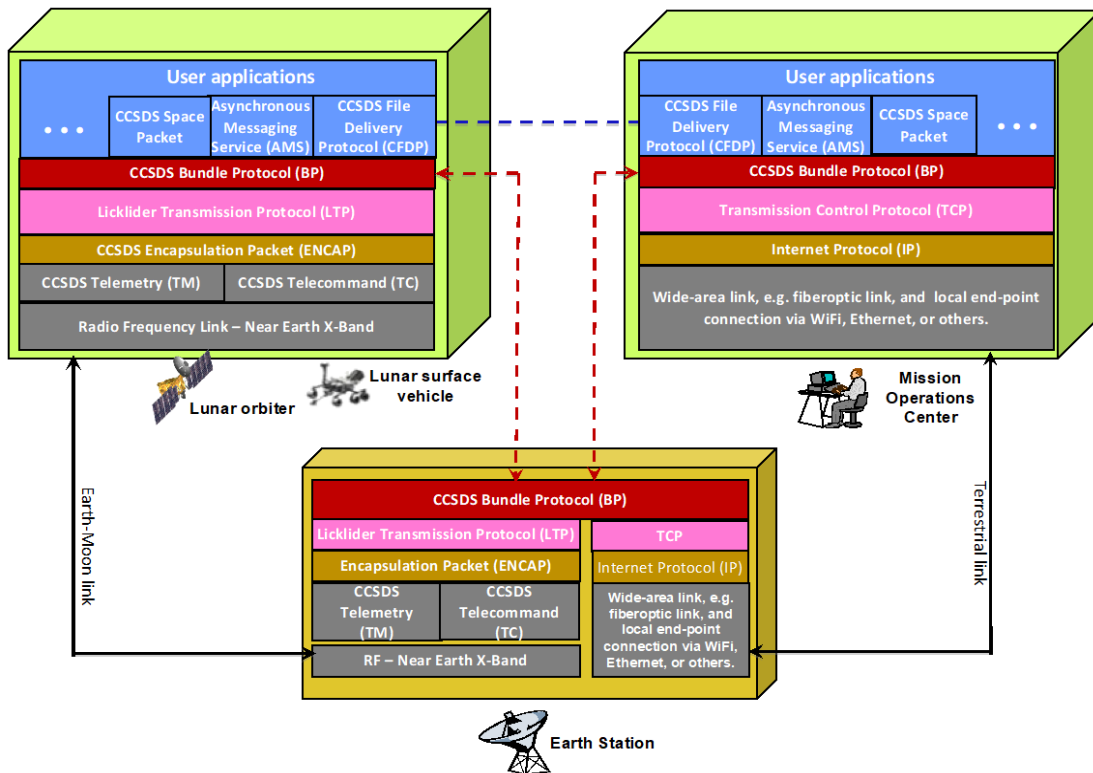 User applications
• • •
CCSDS Space
Packet
Asynchronous
Messaging
Service (AMS)
CCSDS File
Delivery
Protocol (CFDP)
CCSDS Bundle Protocol (BP)
Licklider Transmission Protocol (LTP)
CCSDS Encapsulation Packet (ENCAP)
CCSDS Telemetry (TM)
CCSDS Telecommand (TC)
Radio Frequency Link – Near Earth X-Band
Lunar orbiter
Lunar surface
vehicle
User applications
CCSDS File
Delivery
Protocol (CFDP)
Asynchronous
Messaging
Service (AMS)
CCSDS Space
Packet
• • •
CCSDS Bundle Protocol (BP)
Transmission Control Protocol (TCP)
Internet Protocol (IP)
Wide-area link, e.g. fiberoptic link, and local end-point
connection via WiFi, Ethernet, or others.
Mission
Operations
Center
Earth-Moon link
Terrestrial link
CCSDS Bundle Protocol (BP)
Licklider Transmission Protocol (LTP)
Encapsulation Packet (ENCAP)
CCSDS
Telemetry
(TM)
CCSDS
Telecommand
(TC)
RF – Near Earth X-Band
TCP
Internet Protocol (IP)
Wide-area link, e.g.
fiberoptic link, and
local end-point
connection via WiFi,
Ethernet, or others.
Earth Station